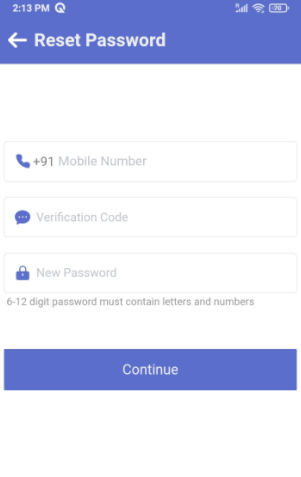 2:13 PM
70
Reset Password
+91 Mobile Number
Verification Code
New Password
6-12 digit password must contain letters and numbers
Continue